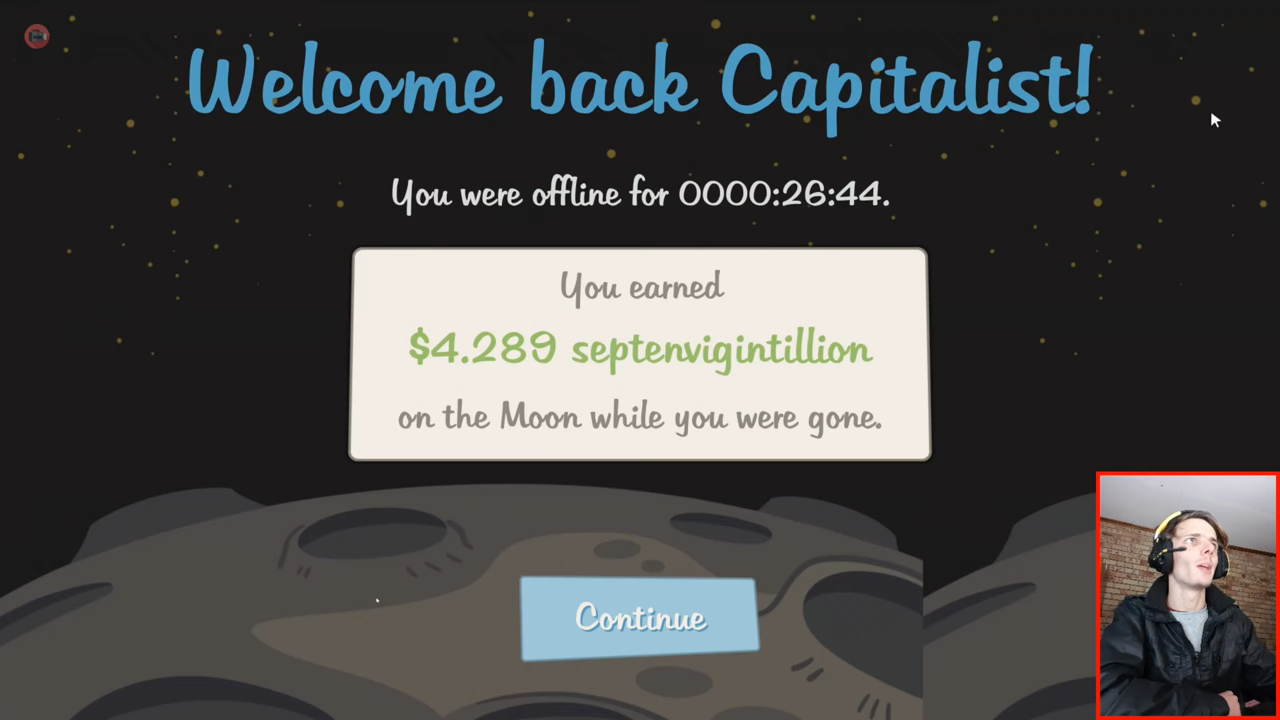 Welcome back Capitalist!
You were offline for 0000:26:44.
You earned
$4.289 septenvigintillion
on the Moon while you were gone.
Continue